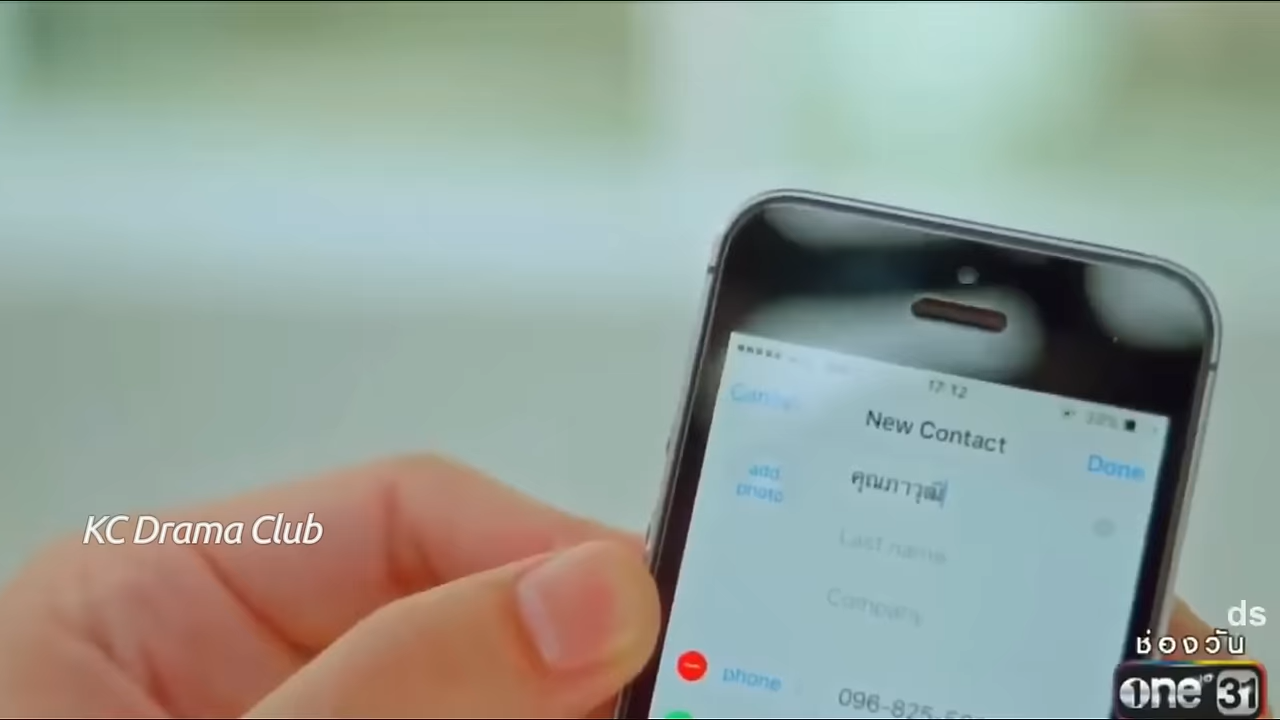 17:12
Cancel
New Contact
Done
add
photo
คุณภาวุฒิ
Last name
Company
phone
096-825-
KC Drama Club
ds
ช่องวัน
one 31